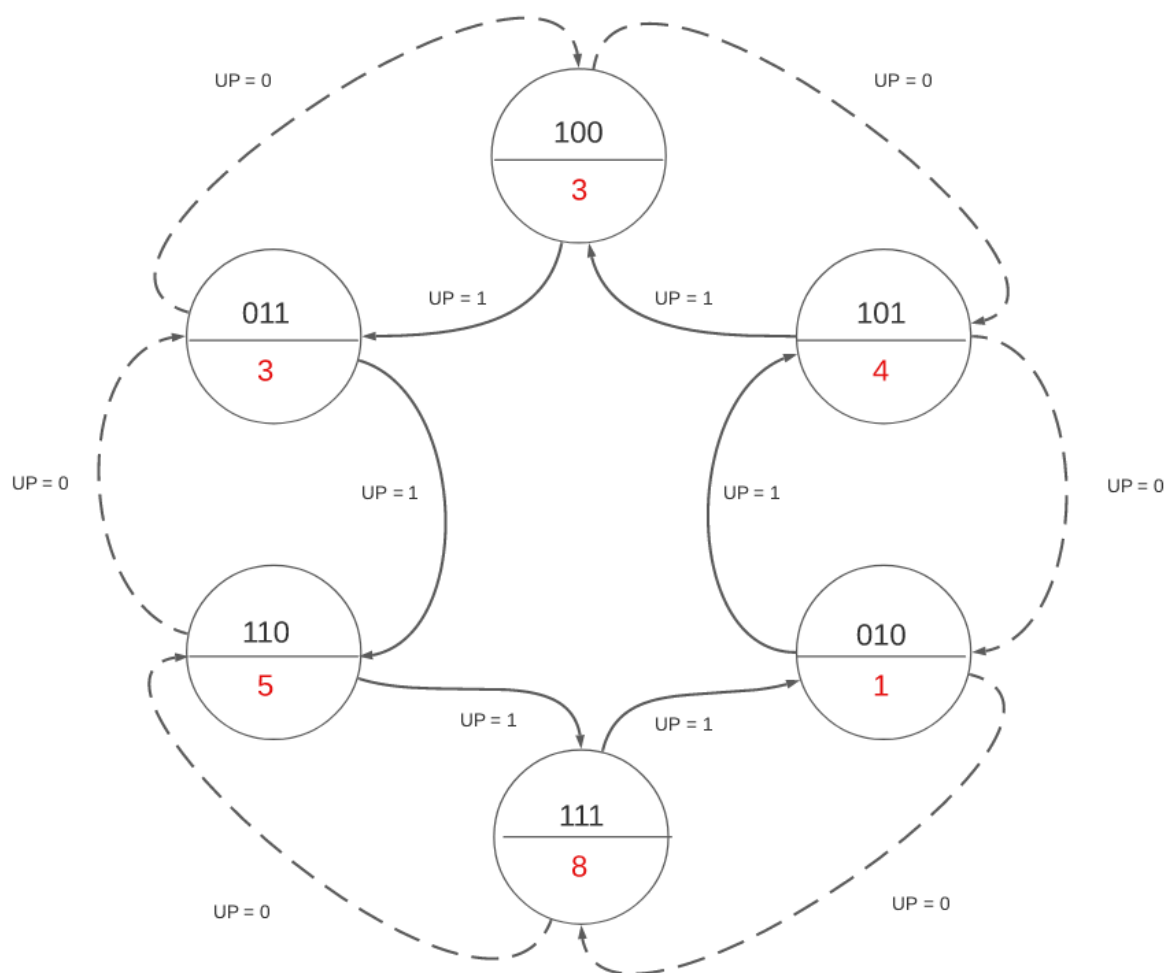 UP = 0
UP = 0
100
3
UP = 1
UP = 1
011
3
101
4
UP = 0
UP = 1
UP = 1
UP = 0
110
5
010
1
UP = 1
UP = 1
111
8
UP = 0
UP = 0